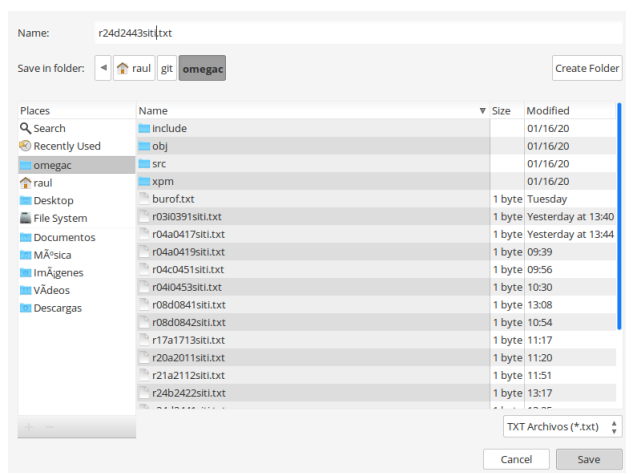 Name: r24d2443siti.txt
Save in folder: raul git omegac Create Folder
Places Name Size Modified
Search include 01/16/20
Recently Used obj 01/16/20
omegac src 01/16/20
raul xpm 01/16/20
Desktop burof.txt 1 byte Tuesday
File System r03i0391siti.txt 1 byte Yesterday at 13:40
Documentos r04a0417siti.txt 1 byte Yesterday at 13:44
MÃºsica r04a0419siti.txt 1 byte 09:39
ImÃ¡genes r04c0451siti.txt 1 byte 09:56
VÃ­deos r04i0453siti.txt 1 byte 10:30
Descargas r08d0841siti.txt 1 byte 13:08
r08d0842siti.txt 1 byte 10:54
r17a1713siti.txt 1 byte 11:17
r20a2011siti.txt 1 byte 11:20
r21a2112siti.txt 1 byte 11:51
r24b2422siti.txt 1 byte 13:17
TXT Archivos (*.txt)
Cancel Save